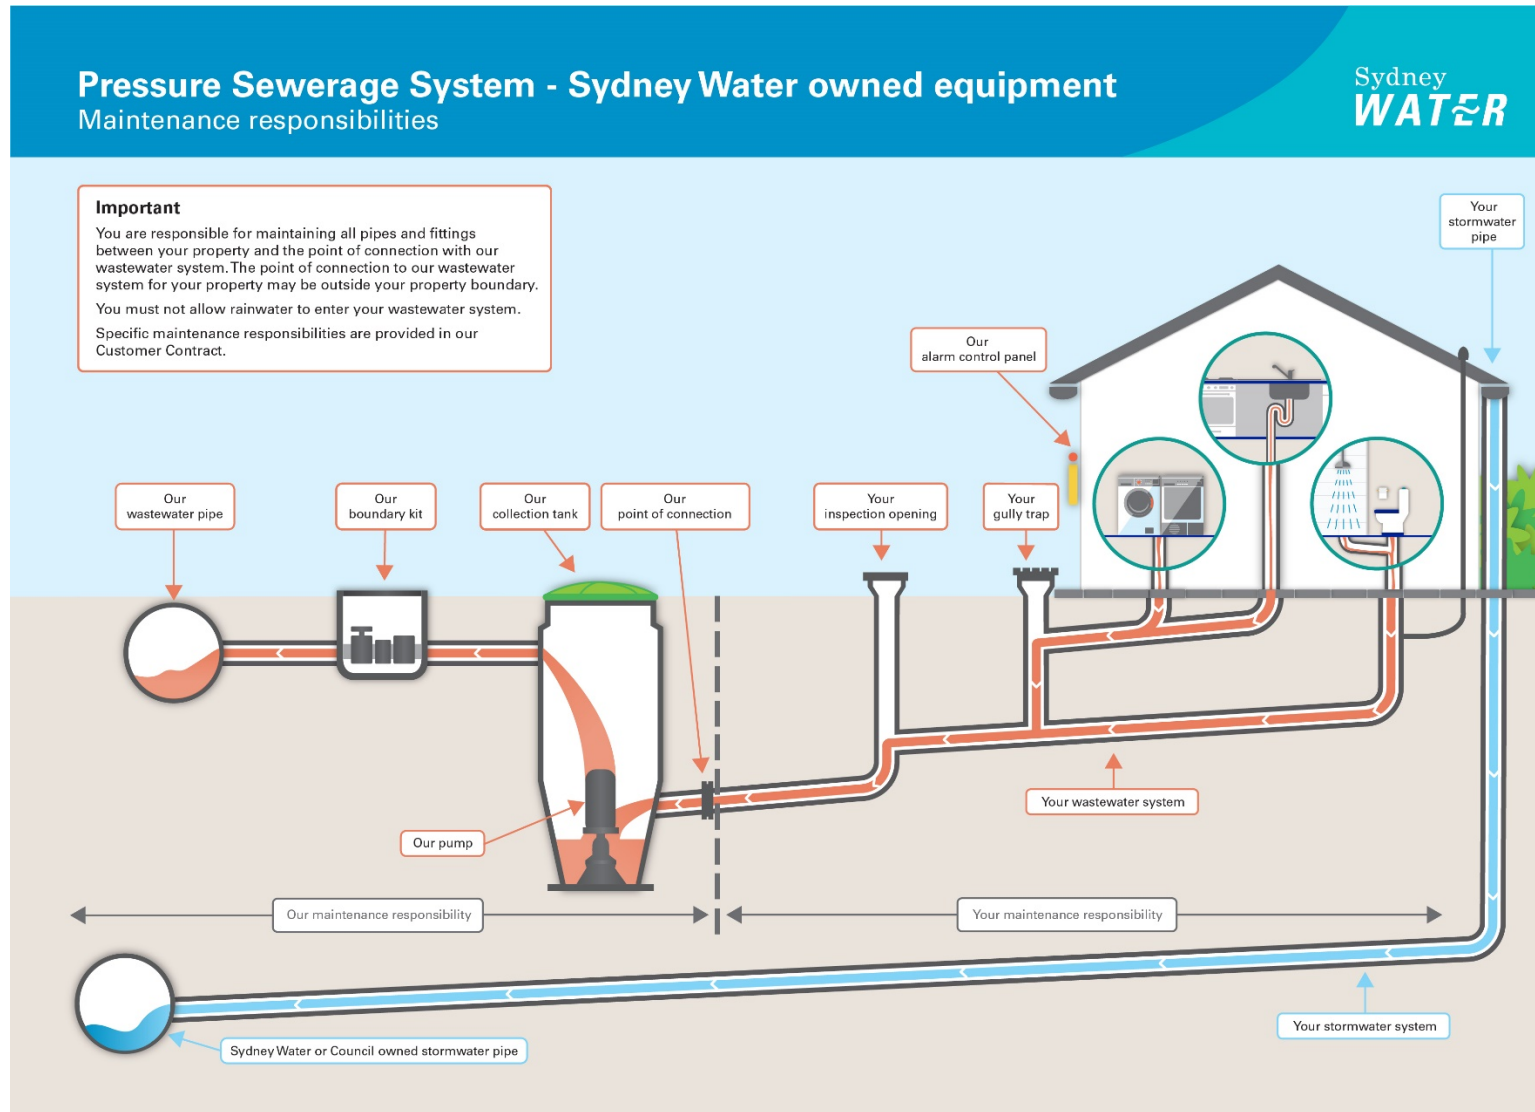 Pressure Sewerage System - Sydney Water owned equipment
Maintenance responsibilities
Sydney
WATER
Important
You are responsible for maintaining all pipes and fittings
between your property and the point of connection with our
wastewater system. The point of connection to our wastewater
system for your property may be outside your property boundary.
You must not allow rainwater to enter your wastewater system.
Specific maintenance responsibilities are provided in our
Customer Contract.
Your
stormwater
pipe
Our
alarm control panel
Our
wastewater pipe
Our
boundary kit
Our
collection tank
Our
point of connection
Your
inspection opening
Your
gully trap
Your wastewater system
Our pump
Our maintenance responsibility
Your maintenance responsibility
Your stormwater system
Sydney Water or Council owned stormwater pipe